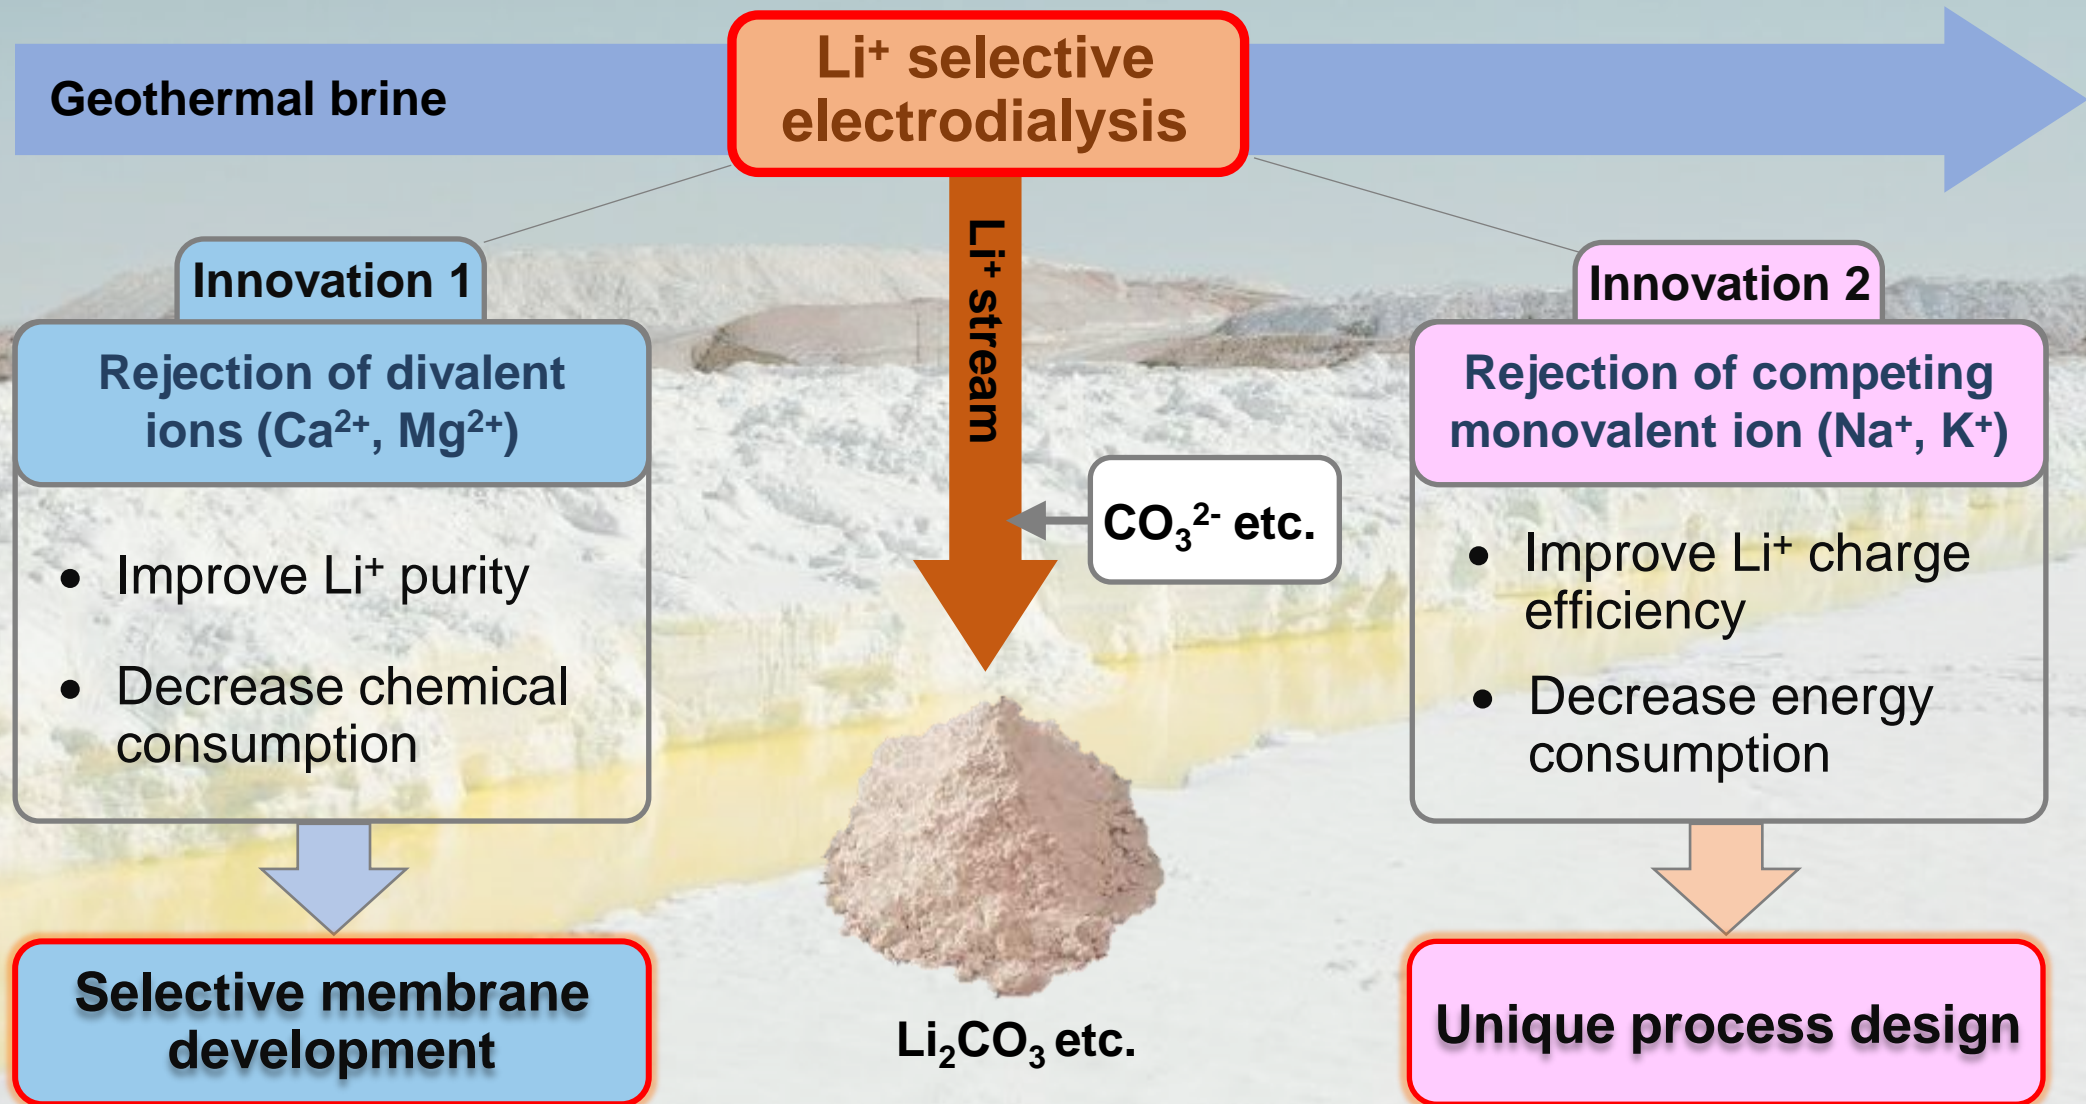 Geothermal brine
Li⁺ selective
electrodialysis
Li⁺ stream
CO₃²⁻ etc.
Li₂CO₃ etc.
Innovation 1
Rejection of divalent
ions (Ca²⁺, Mg²⁺)
• Improve Li⁺ purity
• Decrease chemical
consumption
Selective membrane
development
Innovation 2
Rejection of competing
monovalent ion (Na⁺, K⁺)
• Improve Li⁺ charge
efficiency
• Decrease energy
consumption
Unique process design